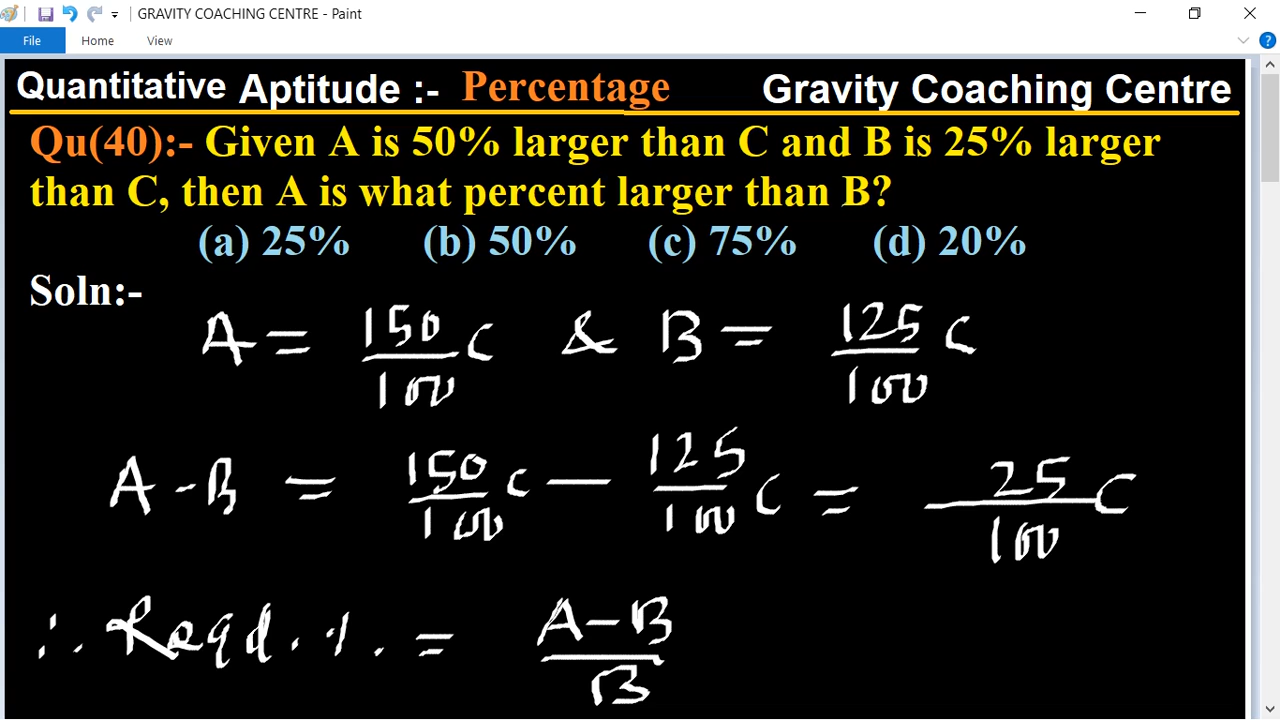 GRAVITY COACHING CENTRE - Paint
File Home View
Quantitative Aptitude :- Percentage Gravity Coaching Centre
Qu(40):- Given A is 50% larger than C and B is 25% larger
than C, then A is what percent larger than B?
(a) 25% (b) 50% (c) 75% (d) 20%
Soln:-
A = 150/100 C & B = 125/100 C
A - B = 150/100 C - 125/100 C = 25/100 C
∴ Reqd. %. = A-B/B